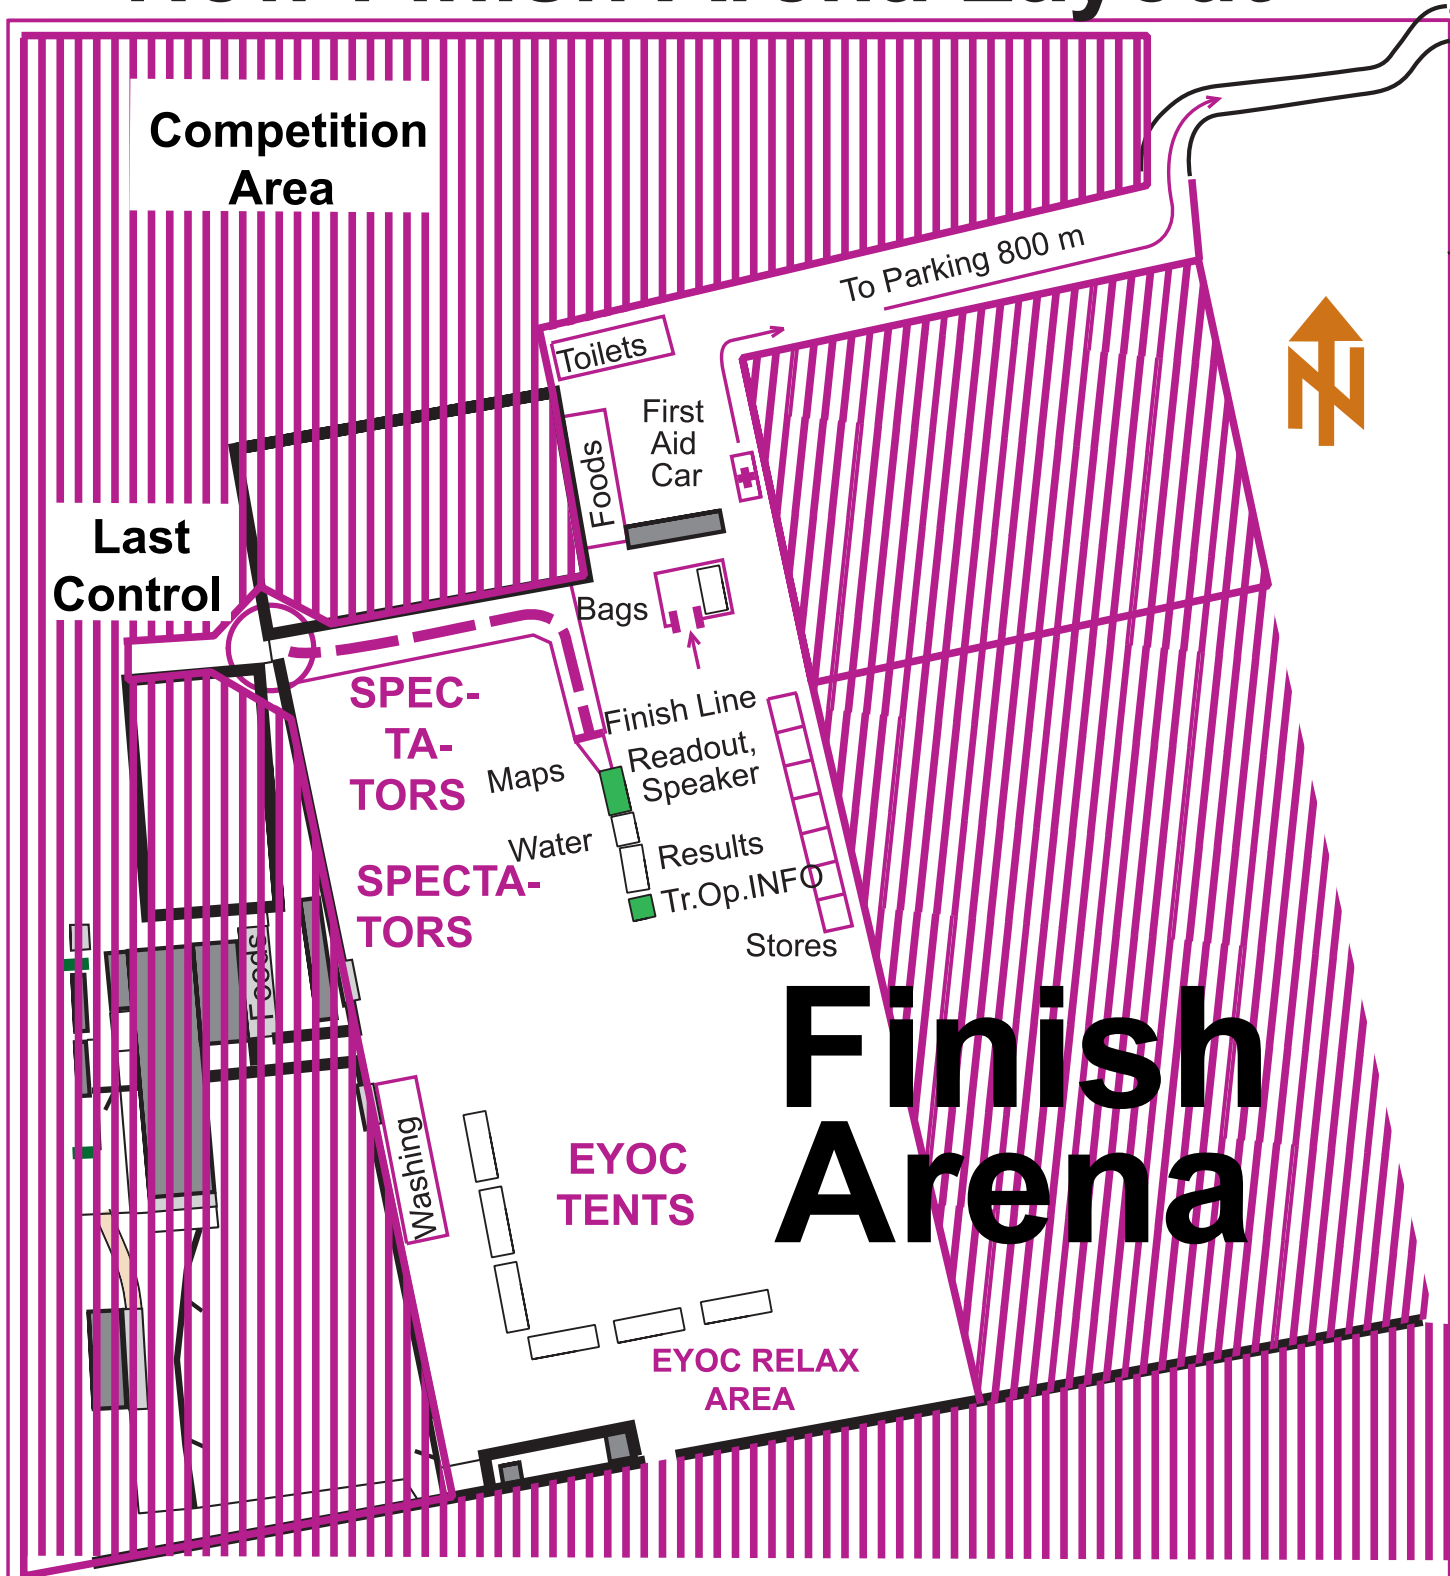 Competition
Area
To Parking 800 m
Toilets
First
Aid
Car
Foods
Last
Control
Bags
SPEC-
TA-
TORS
Finish Line
Readout,
Speaker
Maps
Water
Results
SPECTA-
TORS
Tr.Op.INFO
Stores
Foods
Finish
Arena
Washing
EYOC
TENTS
EYOC RELAX
AREA
N